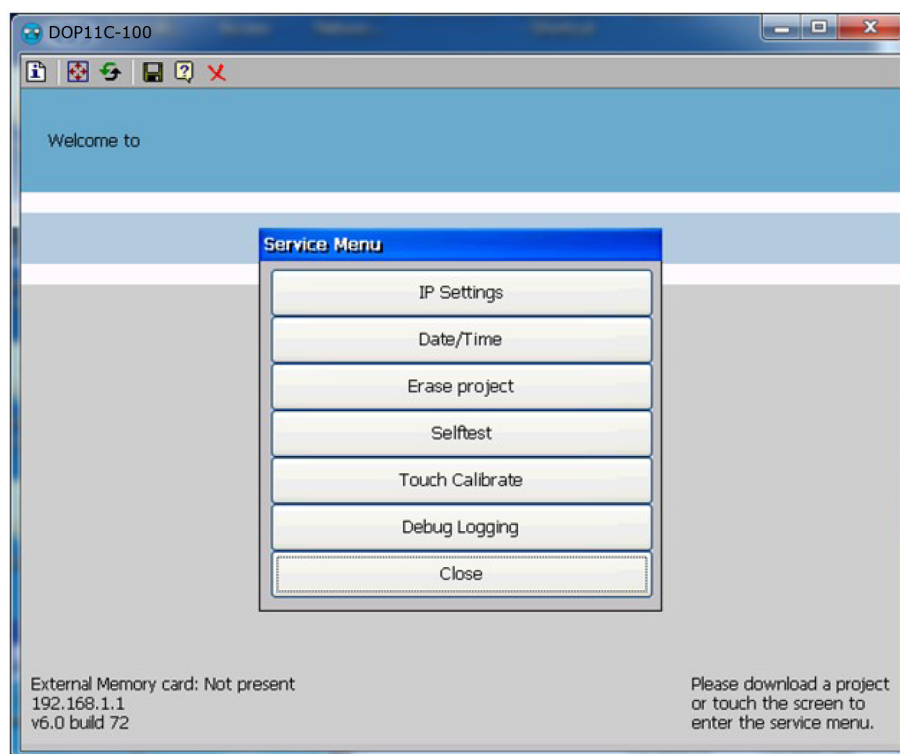 DOP11C-100
Welcome to
Service Menu
IP Settings
Date/Time
Erase project
Selftest
Touch Calibrate
Debug Logging
Close
External Memory card: Not present
192.168.1.1
v6.0 build 72
Please download a project
or touch the screen to
enter the service menu.